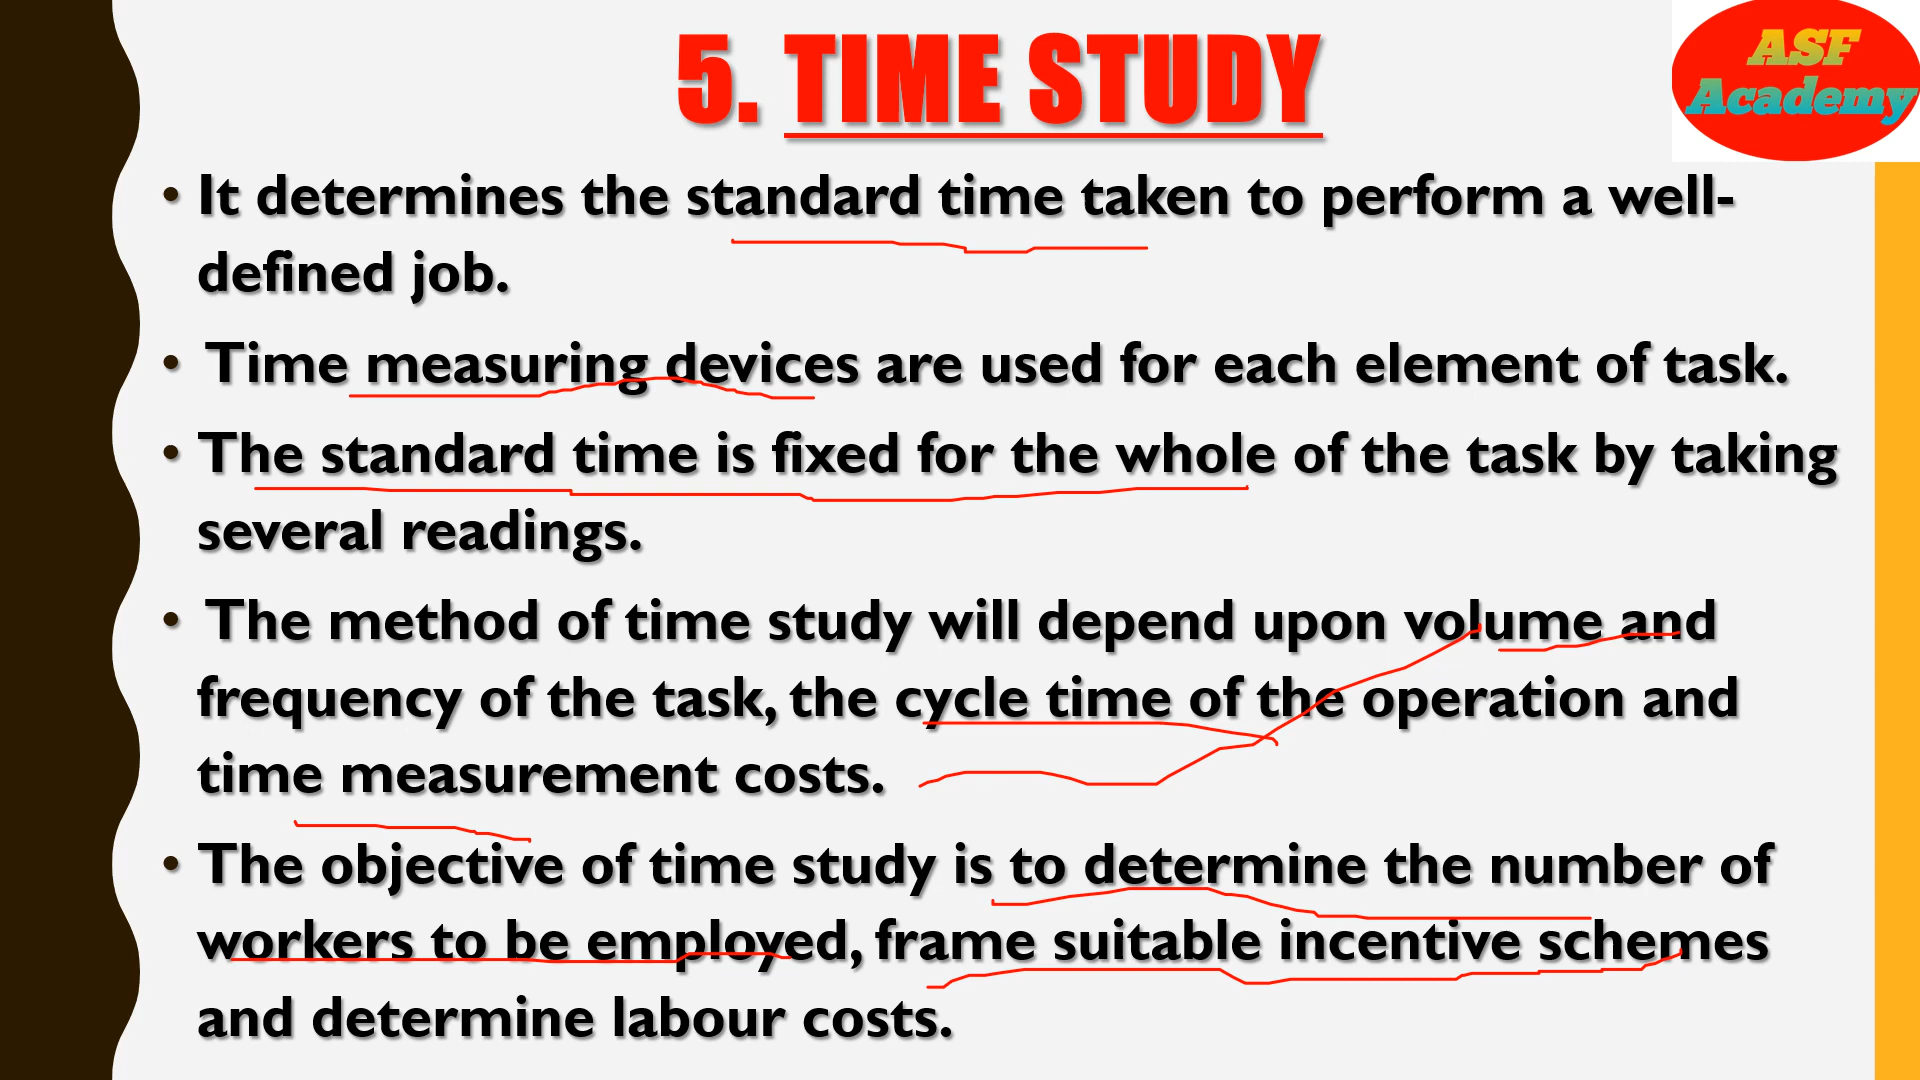 5. TIME STUDY
ASF
Academy
• It determines the standard time taken to perform a well-
defined job.
• Time measuring devices are used for each element of task.
• The standard time is fixed for the whole of the task by taking
several readings.
• The method of time study will depend upon volume and
frequency of the task, the cycle time of the operation and
time measurement costs.
• The objective of time study is to determine the number of
workers to be employed, frame suitable incentive schemes
and determine labour costs.